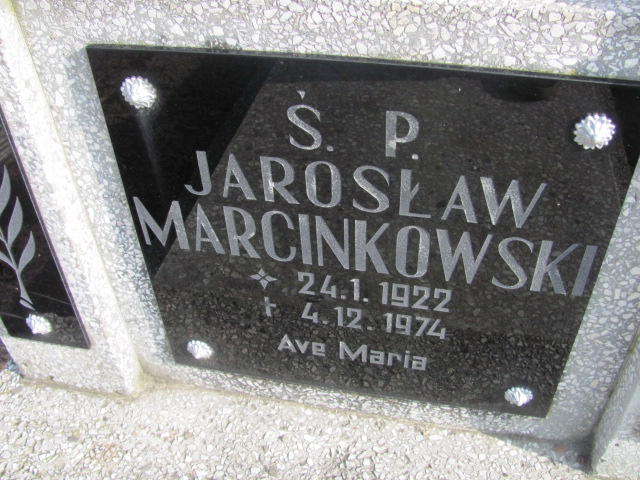 Ś. P.
JAROSŁAW
MARCINKOWSKI
24.1.1922
4.12.1974
Ave Maria